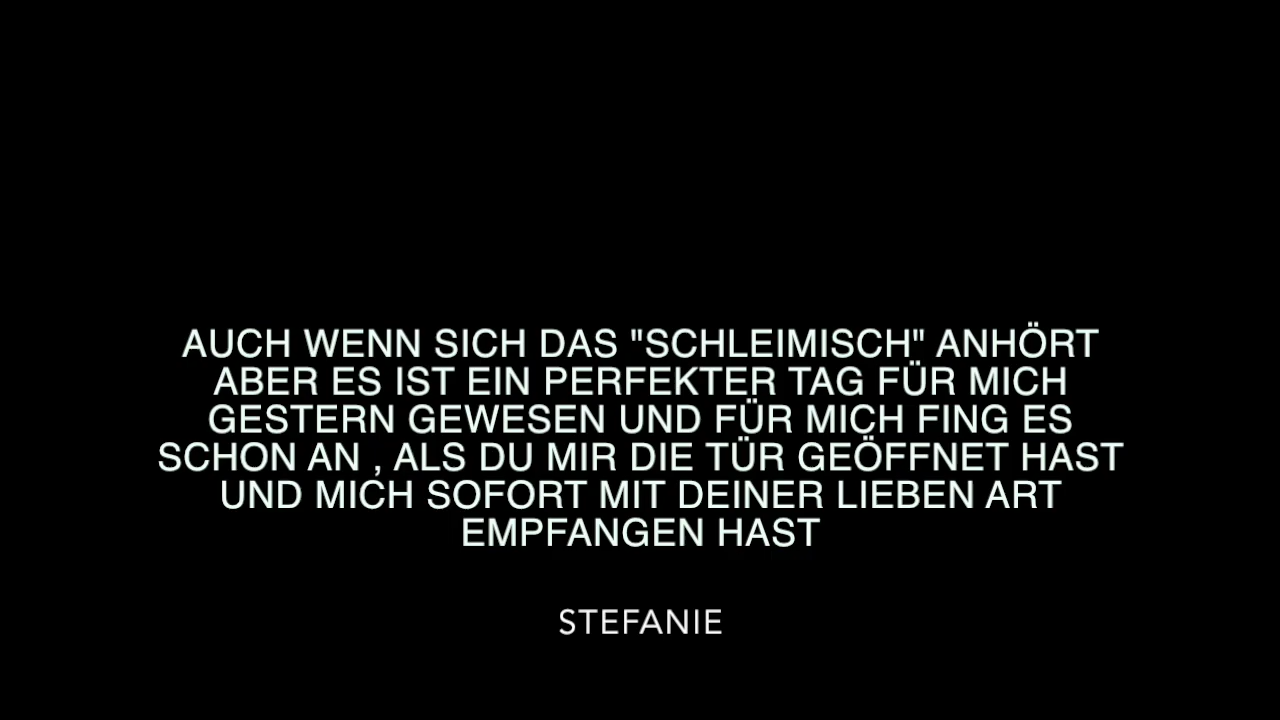 AUCH WENN SICH DAS "SCHLEIMISCH" ANHÖRT
ABER ES IST EIN PERFEKTER TAG FÜR MICH
GESTERN GEWESEN UND FÜR MICH FING ES
SCHON AN , ALS DU MIR DIE TÜR GEÖFFNET HAST
UND MICH SOFORT MIT DEINER LIEBEN ART
EMPFANGEN HAST
STEFANIE